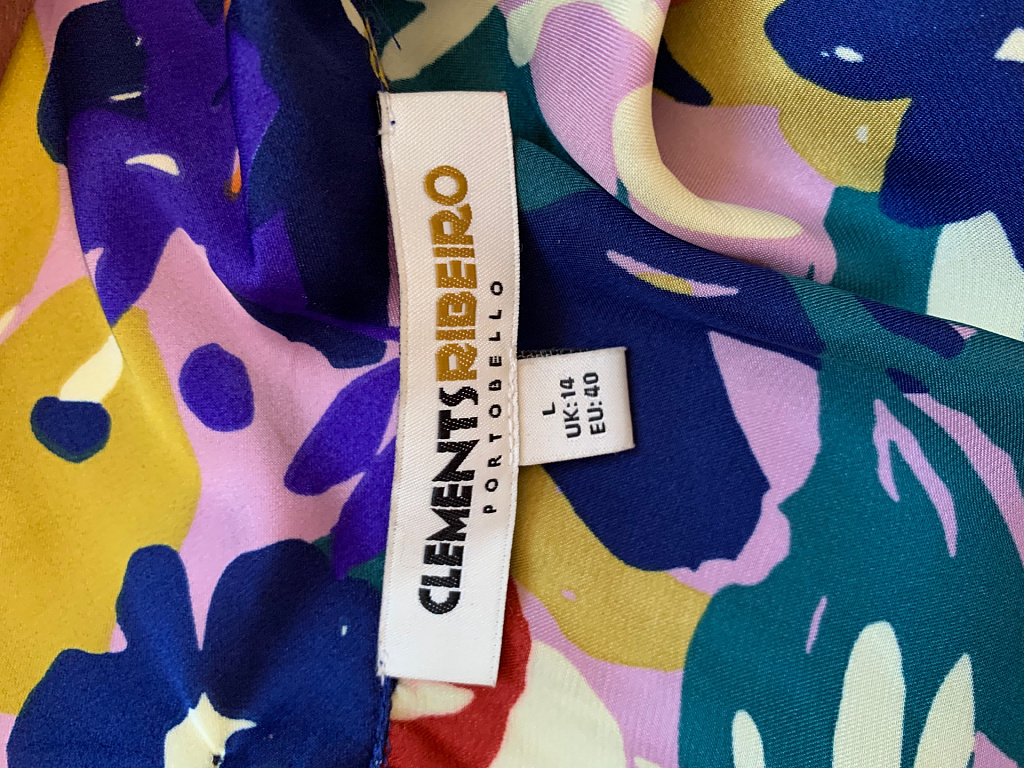 CLEMENTS RIBEIRO
PORTOBELLO
L
UK:14
EU:40